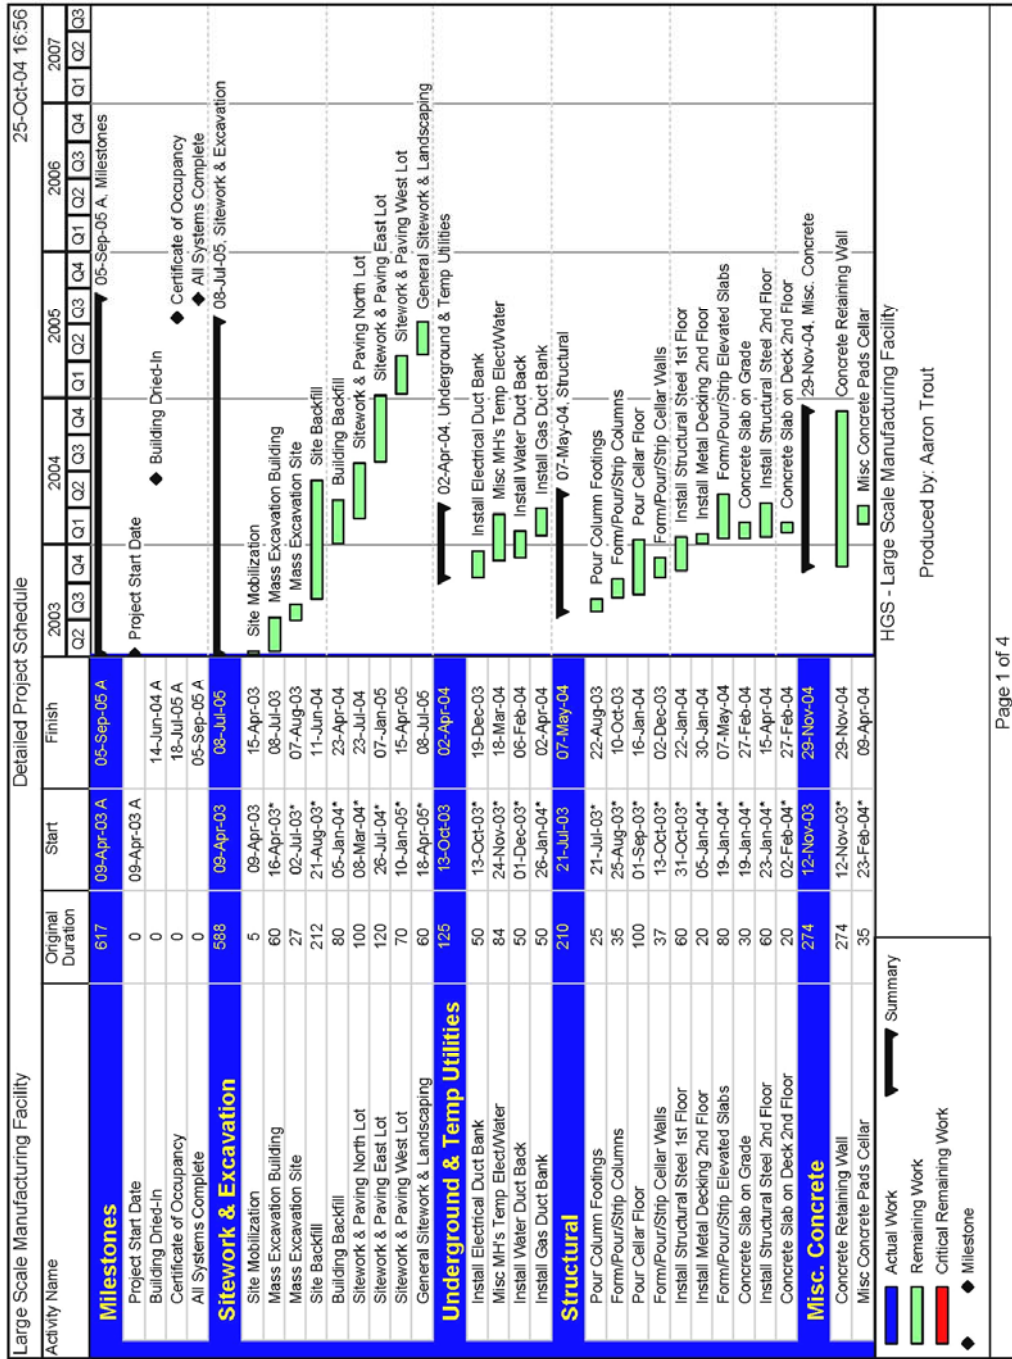 Large Scale Manufacturing Facility Detailed Project Schedule 25-Oct-04 16:56
Activity Name Original Duration Start Finish 2003 2004 2005 2006 2007
Q2 Q3 Q4 Q1 Q2 Q3 Q4 Q1 Q2 Q3 Q4 Q1 Q2 Q3 Q4 Q1 Q2 Q3
Milestones 617 09-Apr-03 A 05-Sep-05 A 05-Sep-05 A, Milestones
Project Start Date 0 09-Apr-03 A Project Start Date
Building Dried-In 0 14-Jun-04 A Building Dried-In
Certificate of Occupancy 0 18-Jul-05 A Certificate of Occupancy
All Systems Complete 0 05-Sep-05 A All Systems Complete
Sitework & Excavation 588 09-Apr-03 08-Jul-05 08-Jul-05, Sitework & Excavation
Site Mobilization 5 09-Apr-03 15-Apr-03 Site Mobilization
Mass Excavation Building 60 16-Apr-03* 08-Jul-03 Mass Excavation Building
Mass Excavation Site 27 02-Jul-03* 07-Aug-03 Mass Excavation Site
Site Backfill 212 21-Aug-03* 11-Jun-04 Site Backfill
Building Backfill 80 05-Jan-04* 23-Apr-04 Building Backfill
Sitework & Paving North Lot 100 08-Mar-04* 23-Jul-04 Sitework & Paving North Lot
Sitework & Paving East Lot 120 26-Jul-04* 07-Jan-05 Sitework & Paving East Lot
Sitework & Paving West Lot 70 10-Jan-05* 15-Apr-05 Sitework & Paving West Lot
General Sitework & Landscaping 60 18-Apr-05* 08-Jul-05 General Sitework & Landscaping
Underground & Temp Utilities 125 13-Oct-03 02-Apr-04 02-Apr-04, Underground & Temp Utilities
Install Electrical Duct Bank 50 13-Oct-03* 19-Dec-03 Install Electrical Duct Bank
Misc MH's Temp Elect/Water 84 24-Nov-03* 18-Mar-04 Misc MH's Temp Elect/Water
Install Water Duct Back 50 01-Dec-03* 06-Feb-04 Install Water Duct Back
Install Gas Duct Bank 50 26-Jan-04* 02-Apr-04 Install Gas Duct Bank
Structural 210 21-Jul-03 07-May-04 07-May-04, Structural
Pour Column Footings 25 21-Jul-03* 22-Aug-03 Pour Column Footings
Form/Pour/Strip Columns 35 25-Aug-03* 10-Oct-03 Form/Pour/Strip Columns
Pour Cellar Floor 100 01-Sep-03* 16-Jan-04 Pour Cellar Floor
Form/Pour/Strip Cellar Walls 37 13-Oct-03* 02-Dec-03 Form/Pour/Strip Cellar Walls
Install Structural Steel 1st Floor 60 31-Oct-03* 22-Jan-04 Install Structural Steel 1st Floor
Install Metal Decking 2nd Floor 20 05-Jan-04* 30-Jan-04 Install Metal Decking 2nd Floor
Form/Pour/Strip Elevated Slabs 80 19-Jan-04* 07-May-04 Form/Pour/Strip Elevated Slabs
Concrete Slab on Grade 30 19-Jan-04* 27-Feb-04 Concrete Slab on Grade
Install Structural Steel 2nd Floor 60 23-Jan-04* 15-Apr-04 Install Structural Steel 2nd Floor
Concrete Slab on Deck 2nd Floor 20 02-Feb-04* 27-Feb-04 Concrete Slab on Deck 2nd Floor
Misc. Concrete 274 12-Nov-03 29-Nov-04 29-Nov-04, Misc. Concrete
Concrete Retaining Wall 274 12-Nov-03* 29-Nov-04 Concrete Retaining Wall
Misc Concrete Pads Cellar 35 23-Feb-04* 09-Apr-04 Misc Concrete Pads Cellar
Actual Work Summary
Remaining Work
Critical Remaining Work
Milestone
HGS - Large Scale Manufacturing Facility
Produced by: Aaron Trout
Page 1 of 4